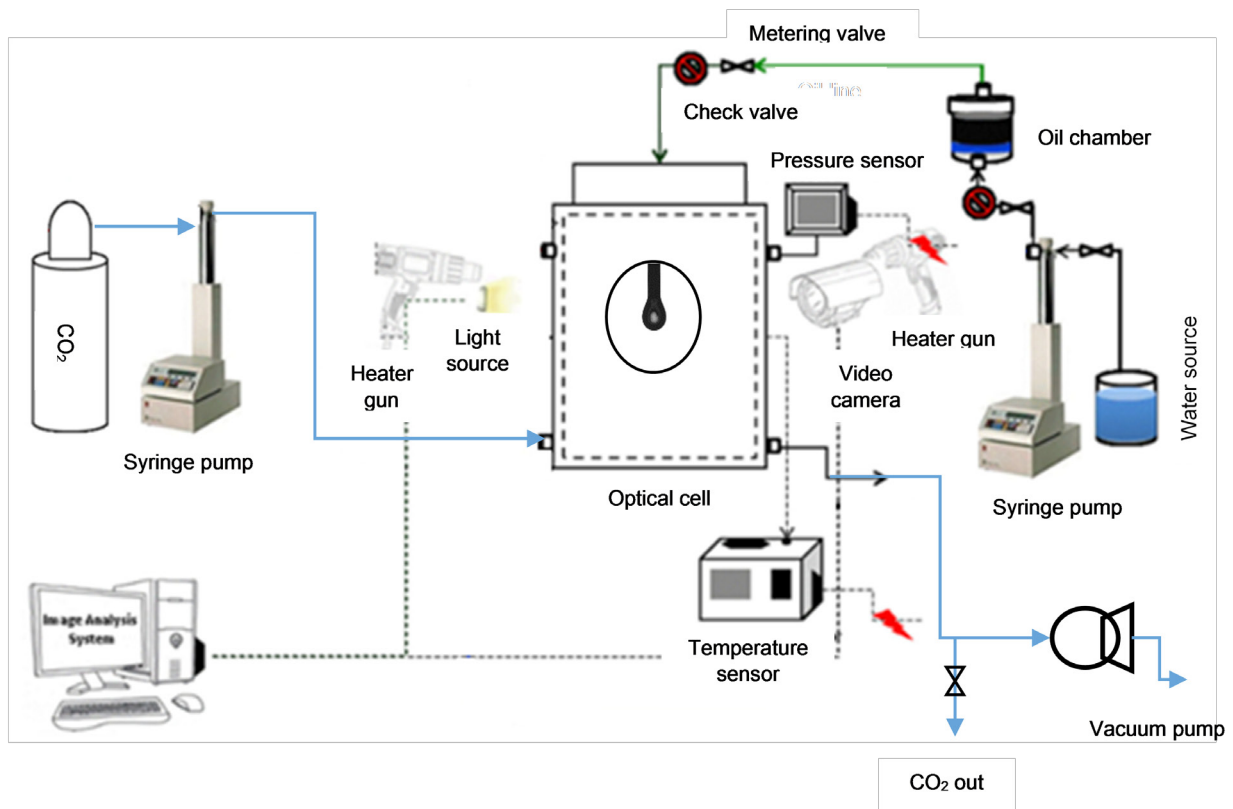 Metering valve
Check valve
Oil chamber
Pressure sensor
CO₂
Light
source
Heater gun
Heater
gun
Video
camera
Water source
Syringe pump
Optical cell
Syringe pump
Image Analysis
System
Temperature
sensor
Vacuum pump
CO₂ out